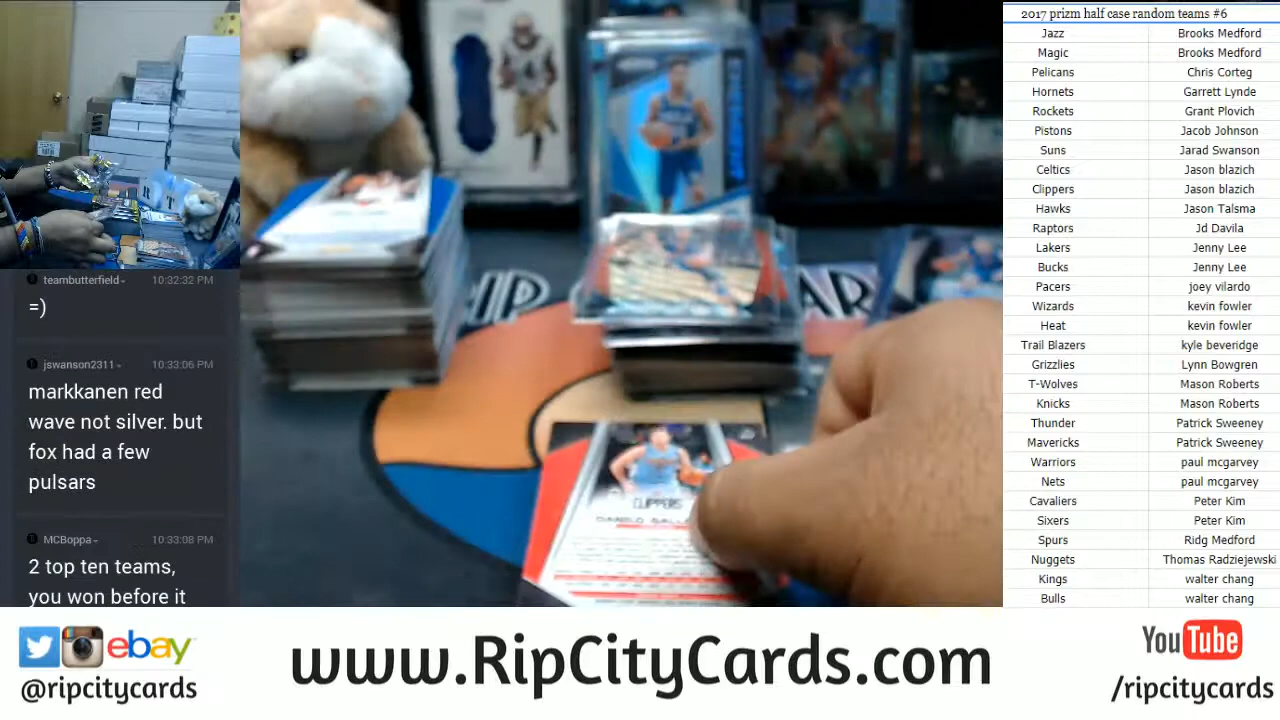 2017 prizm half case random teams #6
Jazz Brooks Medford
Magic Brooks Medford
Pelicans Chris Corteg
Hornets Garrett Lynde
Rockets Grant Plovich
Pistons Jacob Johnson
Suns Jarad Swanson
Celtics Jason blazich
Clippers Jason blazich
Hawks Jason Talsma
Raptors Jd Davila
Lakers Jenny Lee
Bucks Jenny Lee
Pacers joey vilardo
Wizards kevin fowler
Heat kevin fowler
Trail Blazers kyle beveridge
Grizzlies Lynn Bowgren
T-Wolves Mason Roberts
Knicks Mason Roberts
Thunder Patrick Sweeney
Mavericks Patrick Sweeney
Warriors paul mcgarvey
Nets paul mcgarvey
Cavaliers Peter Kim
Sixers Peter Kim
Spurs Ridg Medford
Nuggets Thomas Radziejewski
Kings walter chang
Bulls walter chang
teambutterfield 10:32:32 PM
=)
jswanson2311 10:33:06 PM
markkanen red
wave not silver. but
fox had a few
pulsars
MCBoppa 10:33:08 PM
2 top ten teams,
you won before it
CLIPPERS
ebay
@ripcitycards
www.RipCityCards.com
YouTube
/ripcitycards